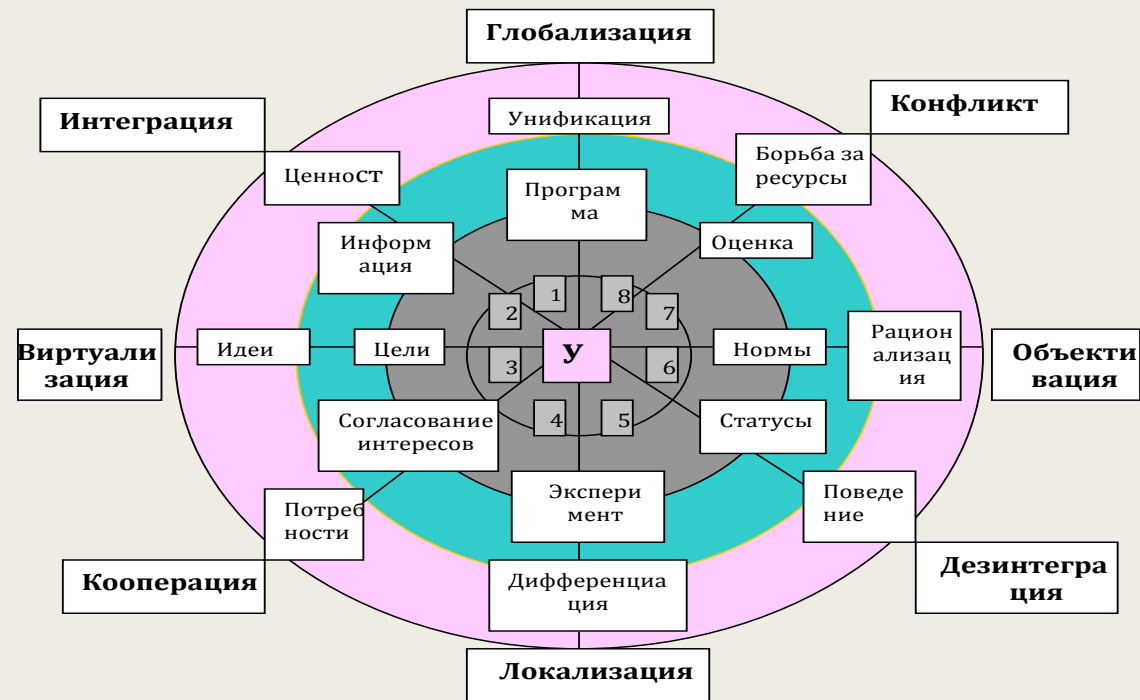 Глобализация
Интеграция
Конфликт
Унификация
Борьба за
ресурсы
Ценност
Програм
ма
Информ
ация
Оценка
1
8
2
7
Виртуали
зация
Идеи
Цели
У
Нормы
Рацион
ализац
ия
Объекти
вация
3
6
4
5
Согласование
интересов
Статусы
Экспери
мент
Потреб
ности
Поведе
ние
Кооперация
Дифференциа
ция
Дезинтегра
ция
Локализация